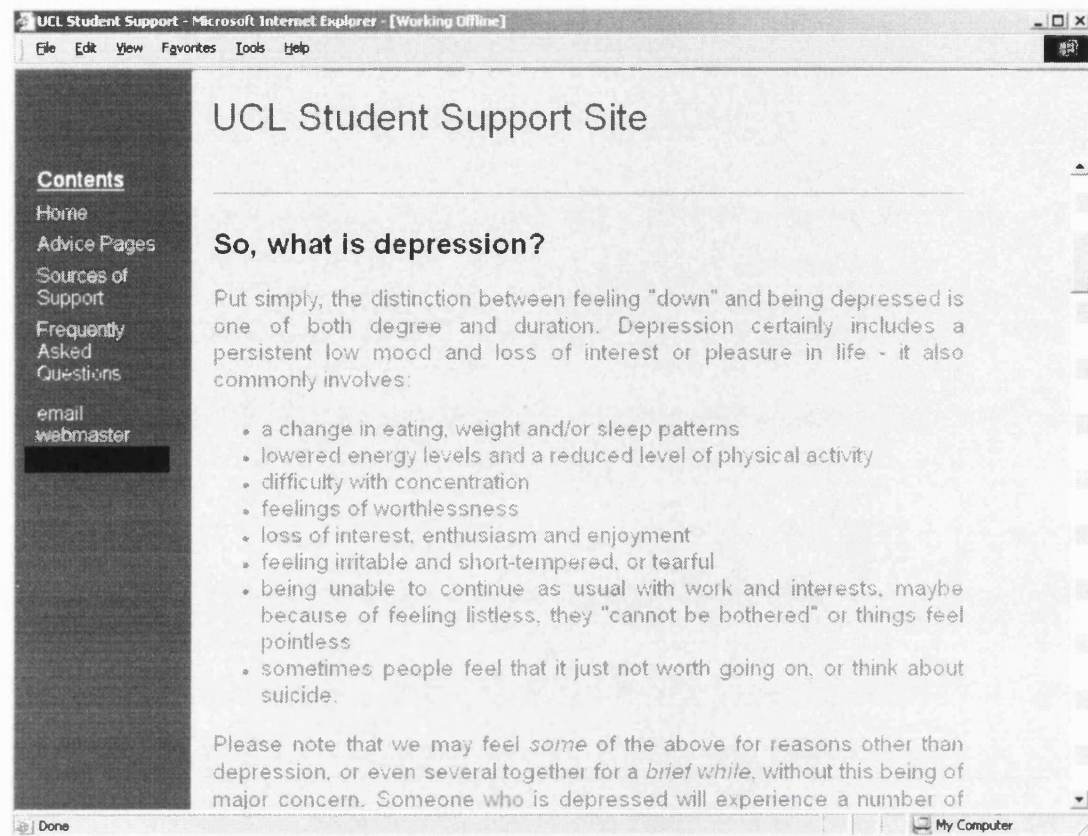 UCL Student Support - Microsoft Internet Explorer - [Working Offline]
File Edit View Favorites Tools Help
UCL Student Support Site
Contents
Home
Advice Pages
Sources of
Support
Frequently
Asked
Questions
email
webmaster
So, what is depression?
Put simply, the distinction between feeling "down" and being depressed is
one of both degree and duration. Depression certainly includes a
persistent low mood and loss of interest or pleasure in life - it also
commonly involves:
• a change in eating, weight and/or sleep patterns
• lowered energy levels and a reduced level of physical activity
• difficulty with concentration
• feelings of worthlessness
• loss of interest, enthusiasm and enjoyment
• feeling irritable and short-tempered, or tearful
• being unable to continue as usual with work and interests, maybe
because of feeling listless, they "cannot be bothered" or things feel
pointless
• sometimes people feel that it just not worth going on, or think about
suicide.
Please note that we may feel some of the above for reasons other than
depression, or even several together for a brief while, without this being of
major concern. Someone who is depressed will experience a number of
Done
My Computer